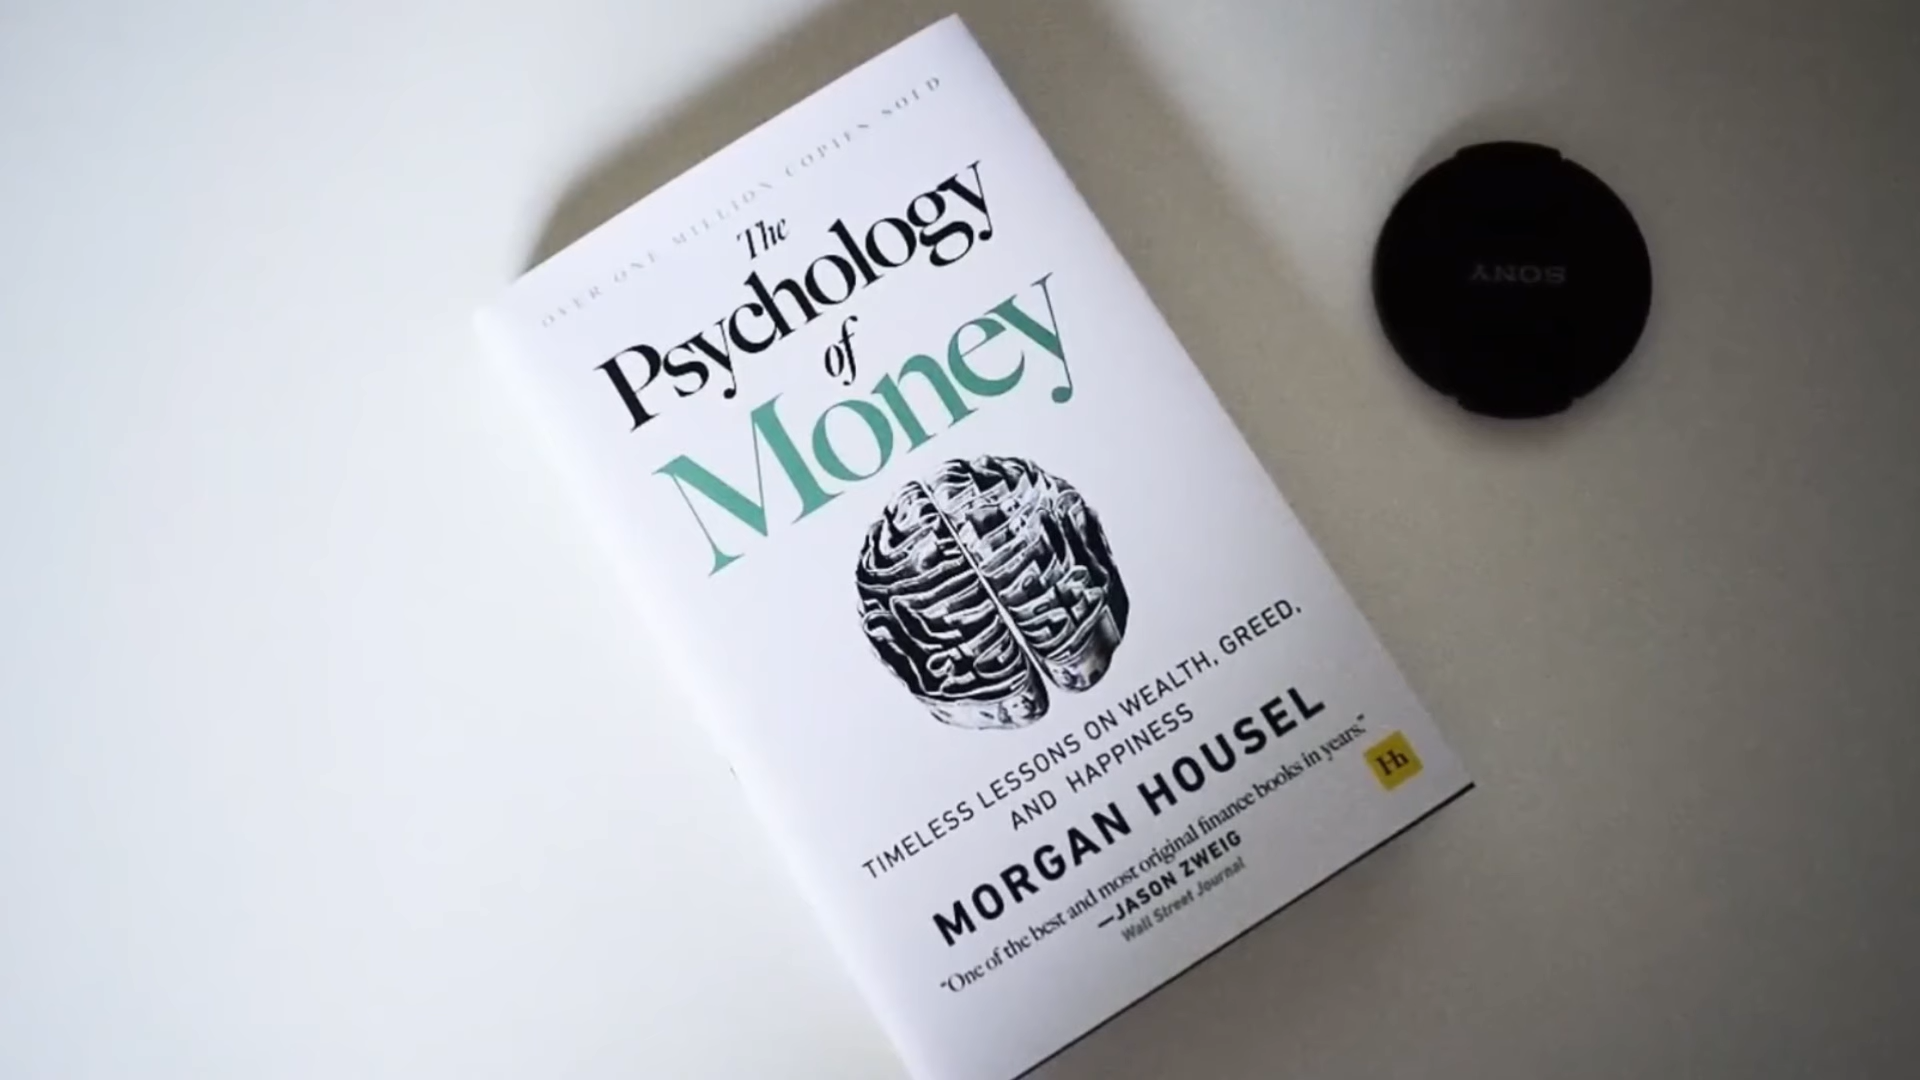 OVER ONE MILLION COPIES SOLD
The
Psychology
of
Money
TIMELESS LESSONS ON WEALTH, GREED,
AND HAPPINESS
MORGAN HOUSEL
"One of the best and most original finance books in years."
—JASON ZWEIG
Wall Street Journal
Hh
SONY